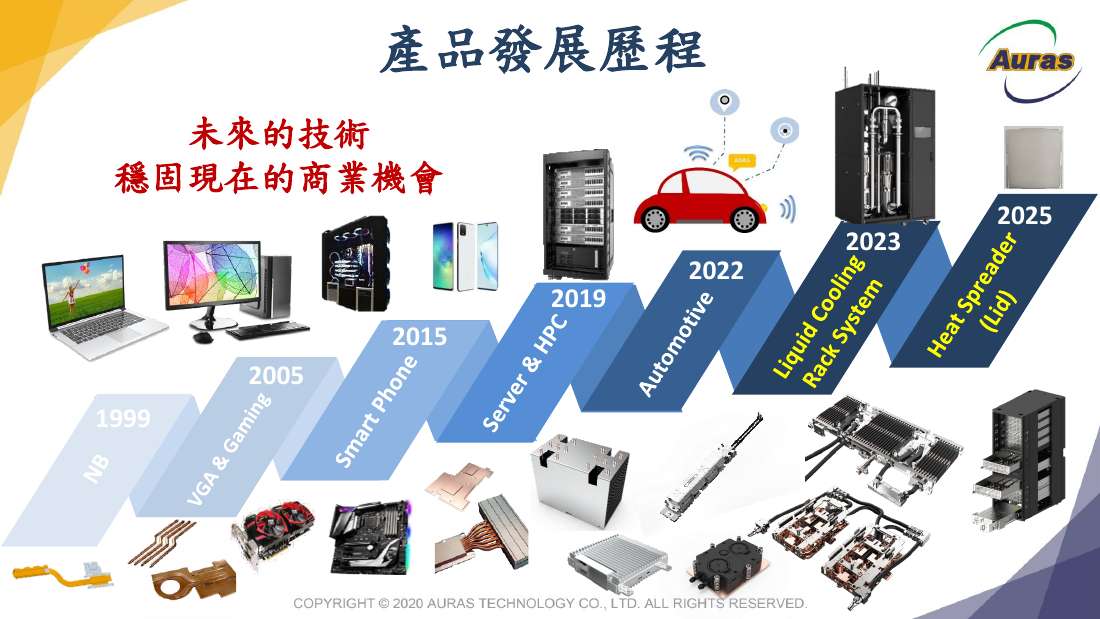 產品發展歷程
Auras
未來的技術
穩固現在的商業機會
1999
NB
2005
VGA & Gaming
2015
Smart Phone
2019
Server & HPC
2022
Automotive
2023
Liquid Cooling
Rack System
2025
Heat Spreader
(Lid)
ADAS
COPYRIGHT © 2020 AURAS TECHNOLOGY CO., LTD. ALL RIGHTS RESERVED.